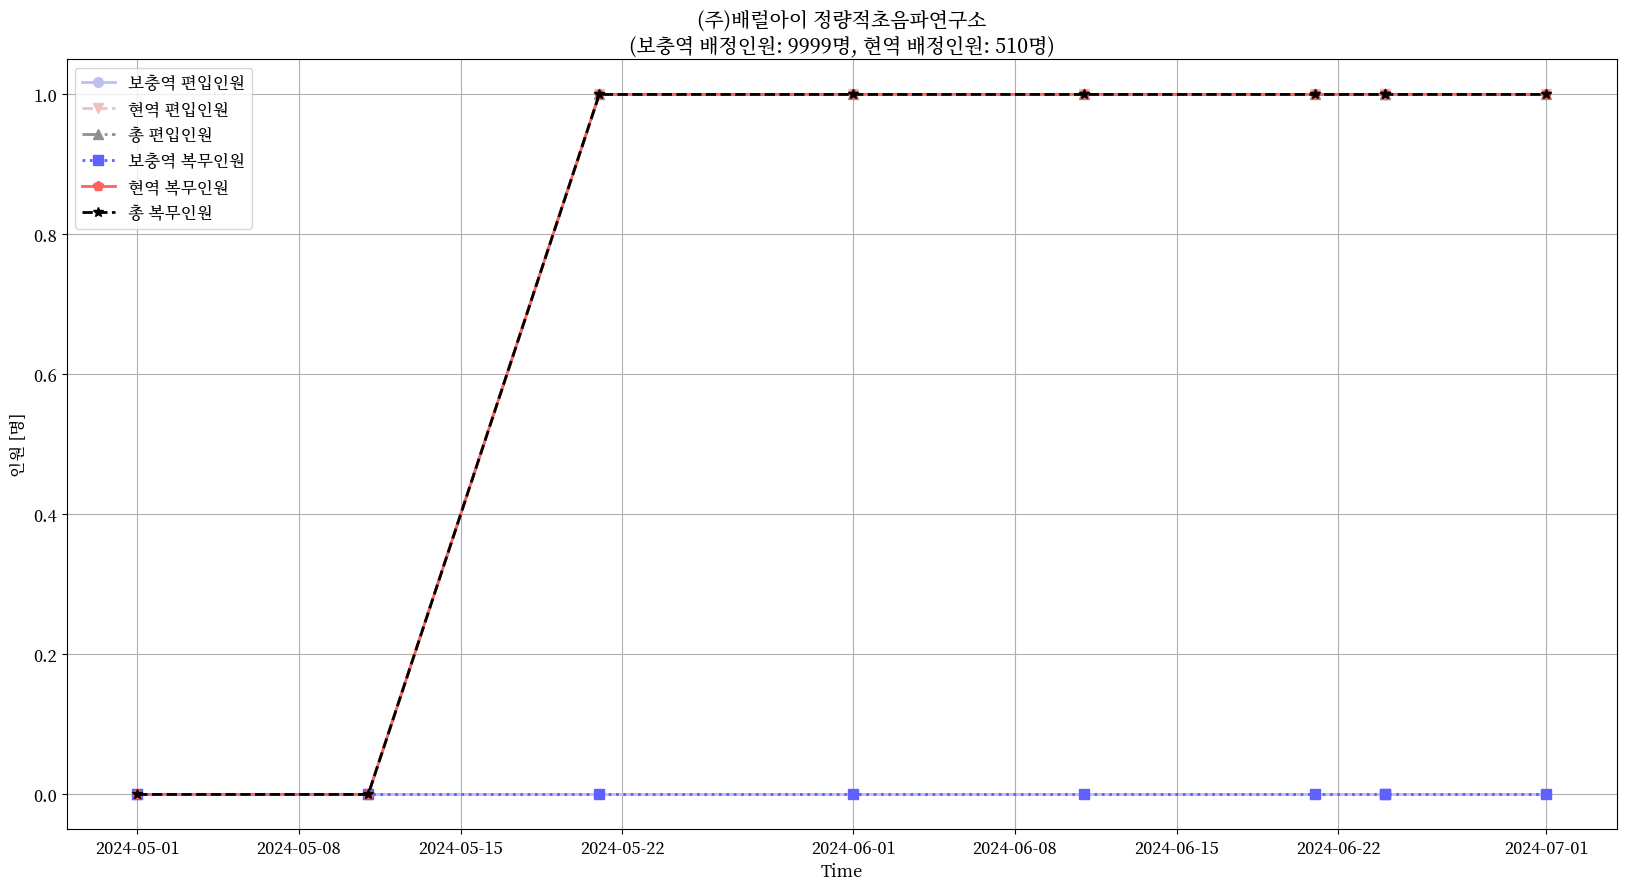 (주)배럴아이 정량적초음파연구소
(보충역 배정인원: 9999명, 현역 배정인원: 510명)
보충역 편입인원
현역 편입인원
총 편입인원
보충역 복무인원
현역 복무인원
총 복무인원
1.0
0.8
0.6
0.4
0.2
0.0
인원 [명]
2024-05-01 2024-05-08 2024-05-15 2024-05-22 2024-06-01 2024-06-08 2024-06-15 2024-06-22 2024-07-01
Time